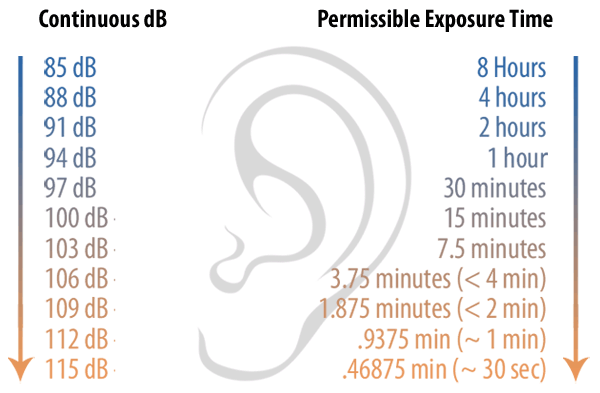 Continuous dB Permissible Exposure Time
85 dB 8 Hours
88 dB 4 hours
91 dB 2 hours
94 dB 1 hour
97 dB 30 minutes
100 dB 15 minutes
103 dB 7.5 minutes
106 dB 3.75 minutes (< 4 min)
109 dB 1.875 minutes (< 2 min)
112 dB .9375 min (~ 1 min)
115 dB .46875 min (~ 30 sec)